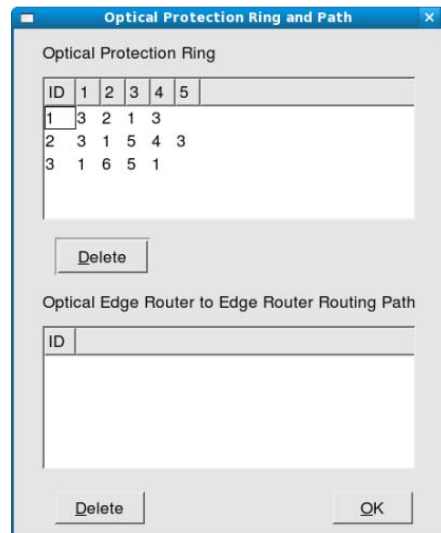 Optical Protection Ring and Path
Optical Protection Ring
ID 1 2 3 4 5
1 3 2 1 3
2 3 1 5 4 3
3 1 6 5 1
Delete
Optical Edge Router to Edge Router Routing Path
ID
Delete OK